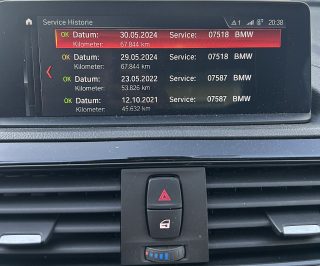 Service Historie 1 20:38
OK Datum: 30.05.2024 Service: 07518 BMW
Kilometer: 67.844 km
OK Datum: 29.05.2024 Service: 07518 BMW
Kilometer: 67.844 km
OK Datum: 23.05.2022 Service: 07587 BMW
Kilometer: 53.826 km
OK Datum: 12.10.2021 Service: 07587 BMW
Kilometer: 45.632 km